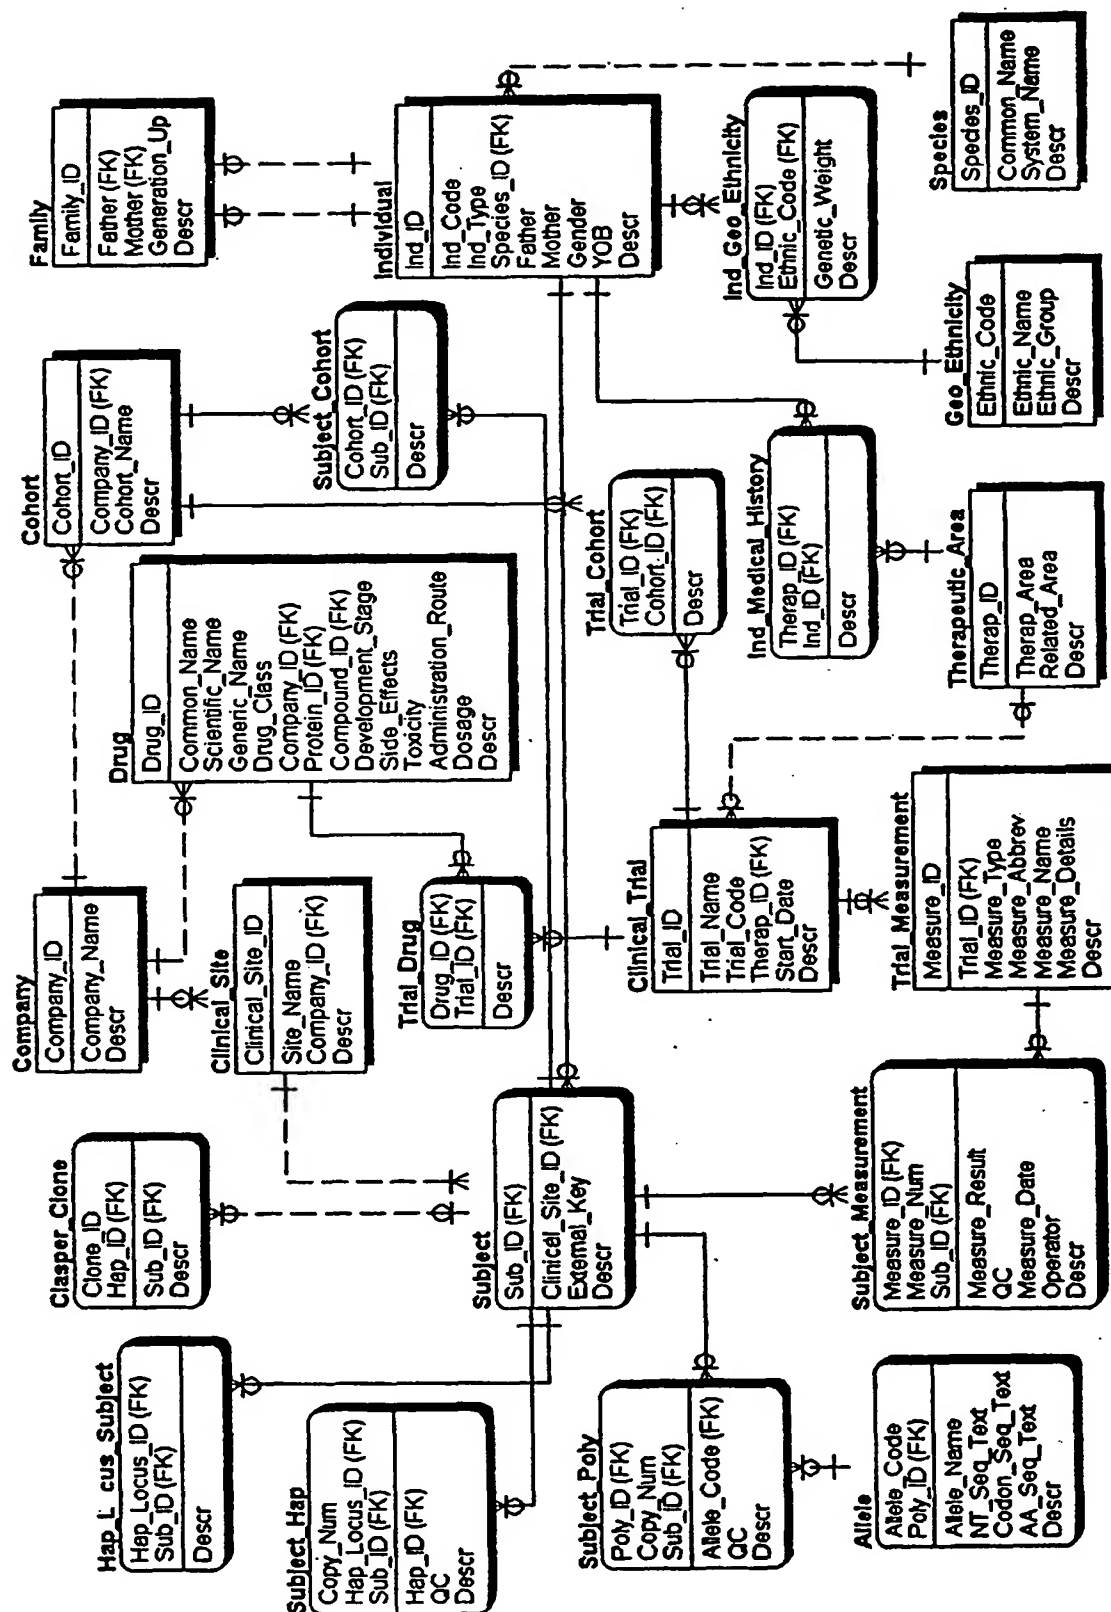 Family
Family_ID
Father (FK)
Mother (FK)
Generation_Up
Descr
Individual
Ind_ID
Ind_Code
Ind_Type
Species_ID (FK)
Father
Mother
Gender
YOB
Descr
Ind_Geo_Ethnicity
Ind_ID (FK)
Ethnic_Code (FK)
Genetic_Weight
Descr
Species
Species_ID
Common_Name
System_Name
Descr
Cohort
Cohort_ID
Company_ID (FK)
Cohort_Name
Descr
Subject_Cohort
Cohort_ID (FK)
Sub_ID (FK)
Descr
Trial_Cohort
Trial_ID (FK)
Cohort_ID (FK)
Descr
Ind_Medical_History
Therap_ID (FK)
Ind_ID (FK)
Descr
Geo_Ethnicity
Ethnic_Code
Ethnic_Name
Ethnic_Group
Descr
Drug
Drug_ID
Common_Name
Scientific_Name
Generic_Name
Drug_Class
Company_ID (FK)
Protein_ID (FK)
Compound_ID (FK)
Development_Stage
Side_Effects
Toxicity
Administration_Route
Dosage
Descr
Therapeutic_Area
Therap_ID
Therap_Area
Related_Area
Descr
Company
Company_ID
Company_Name
Descr
Clinical_Site
Clinical_Site_ID
Site_Name
Company_ID (FK)
Descr
Trial_Drug
Drug_ID (FK)
Trial_ID (FK)
Descr
Clinical_Trial
Trial_ID
Trial_Name
Trial_Code
Therap_ID (FK)
Start_Date
Descr
Trial_Measurement
Measure_ID
Trial_ID (FK)
Measure_Type
Measure_Abbrev
Measure_Name
Measure_Details
Descr
Clasper_Clone
Clone_ID
Hap_ID (FK)
Sub_ID (FK)
Descr
Subject
Sub_ID (FK)
Clinical_Site_ID (FK)
External_Key
Descr
Subject_Measurement
Measure_ID (FK)
Measure_Num
Sub_ID (FK)
Measure_Result
QC
Measure_Date
Operator
Descr
Hap_L cus_Subject
Hap_Locus_ID (FK)
Sub_ID (FK)
Descr
Subject_Hap
Copy_Num
Hap_Locus_ID (FK)
Sub_ID (FK)
Hap_ID (FK)
QC
Descr
Subject_Poly
Poly_ID (FK)
Copy_Num
Sub_ID (FK)
Allele_Code (FK)
QC
Descr
Allele
Allele_Code
Poly_ID (FK)
Allele_Name
NT_Seq_Text
Codon_Seq_Text
AA_Seq_Text
Descr